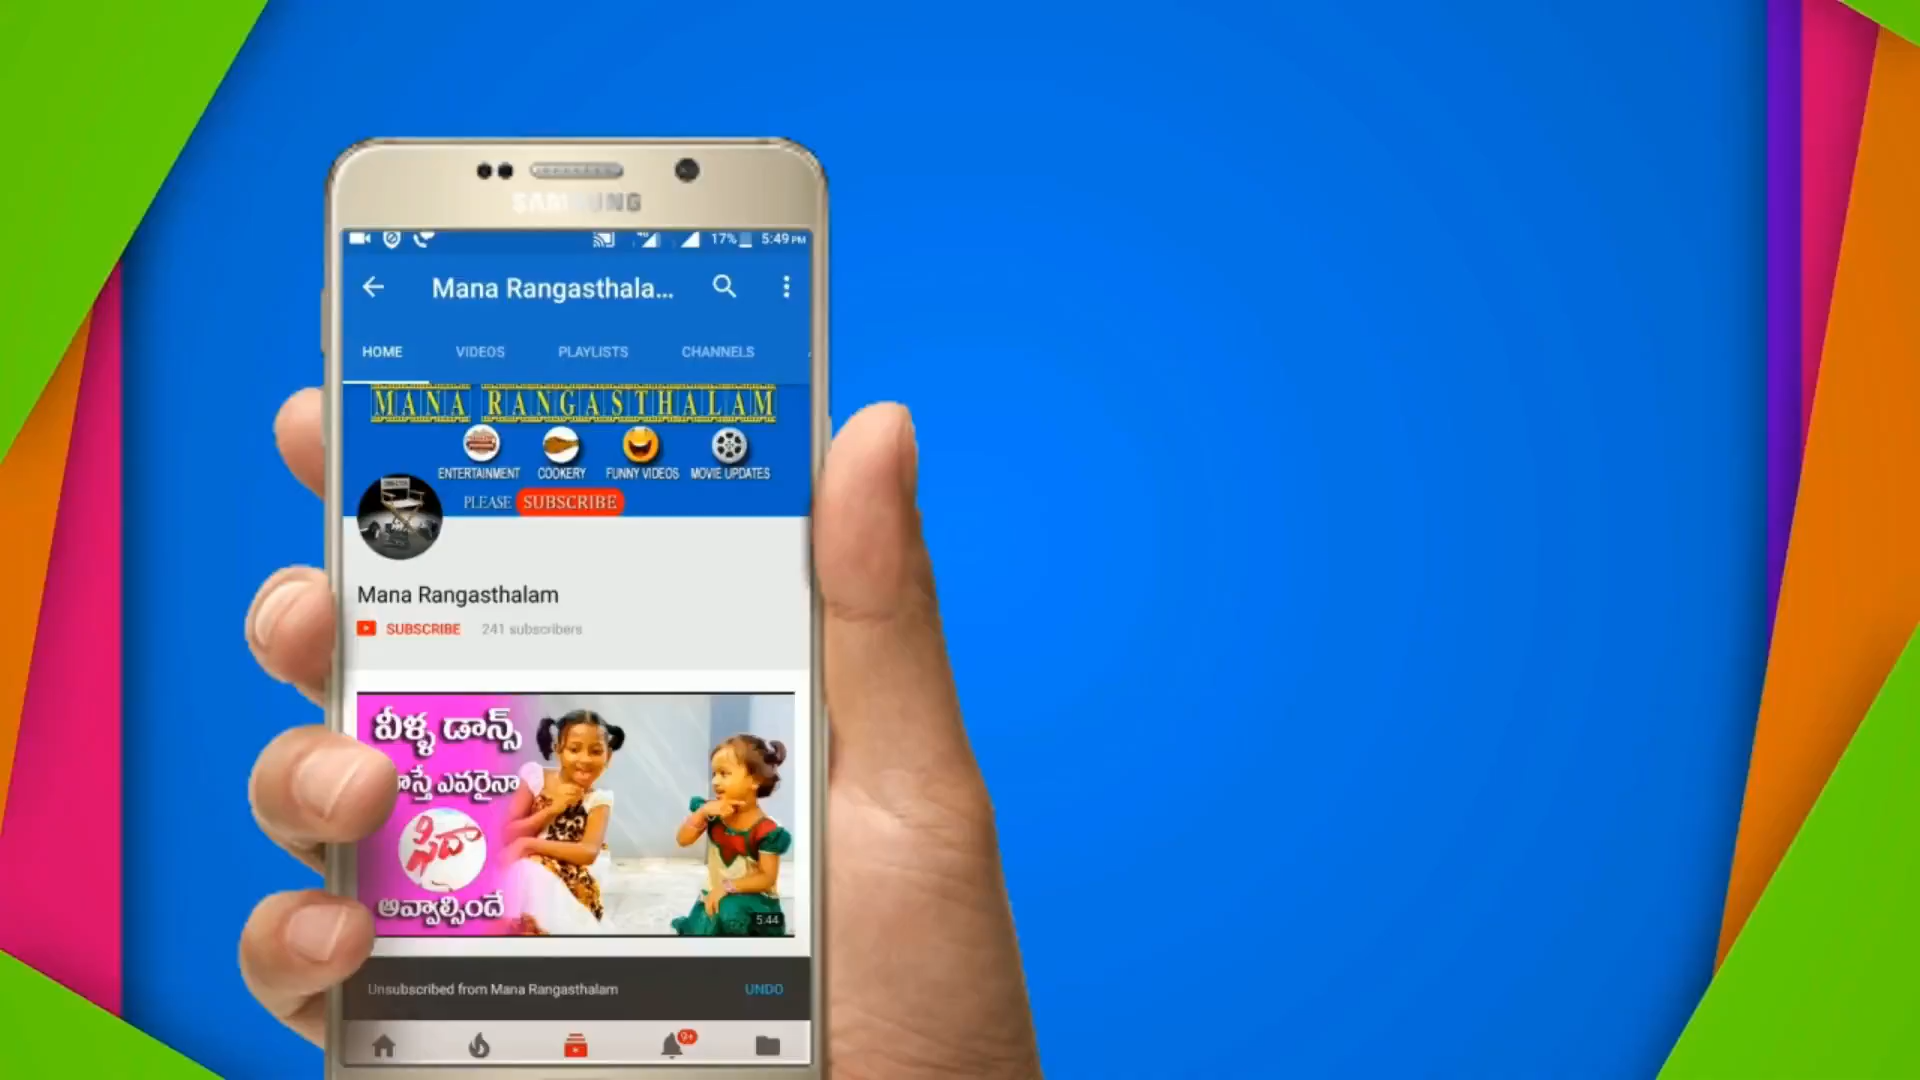 SAMSUNG
17% 5:49 PM
Mana Rangasthala...
HOME VIDEOS PLAYLISTS CHANNELS
MANA RANGASTHALAM
ENTERTAINMENT COOKERY FUNNY VIDEOS MOVIE UPDATES
PLEASE SUBSCRIBE
Mana Rangasthalam
SUBSCRIBE 241 subscribers
వీళ్ళ డాన్స్
ఎవరైనా
ఫిదా
అవ్వాల్సిందే
5:44
Unsubscribed from Mana Rangasthalam UNDO
9+